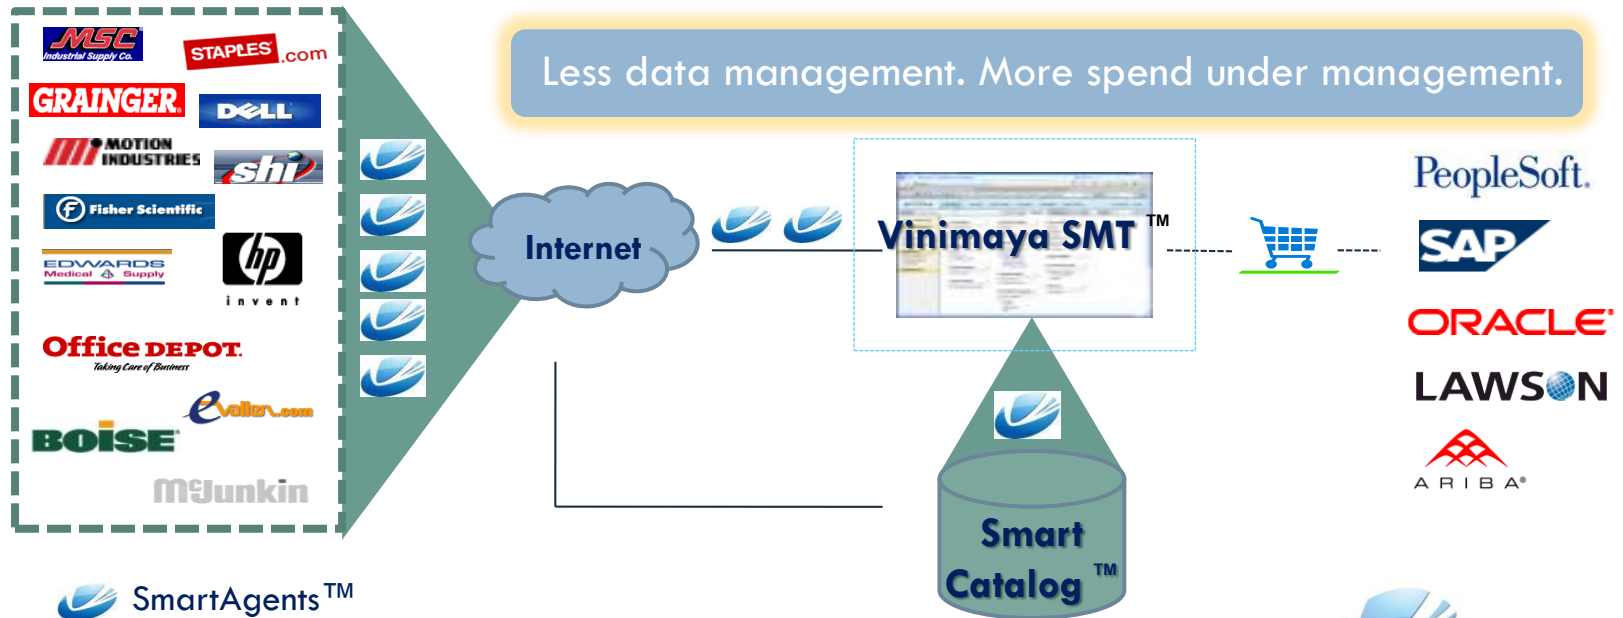 MSC
Industrial Supply Co.
STAPLES.com
GRAINGER.
DELL
MOTION
INDUSTRIES
shi
Fisher Scientific
EDWARDS
Medical & Supply
hp
invent
Office DEPOT.
Taking Care of Business
evallen.com
BOISE
McJunkin
SmartAgents™
Less data management. More spend under management.
Internet
Vinimaya SMT ™
Smart
Catalog ™
PeopleSoft.
SAP
ORACLE®
LAWSON
ARIBA®